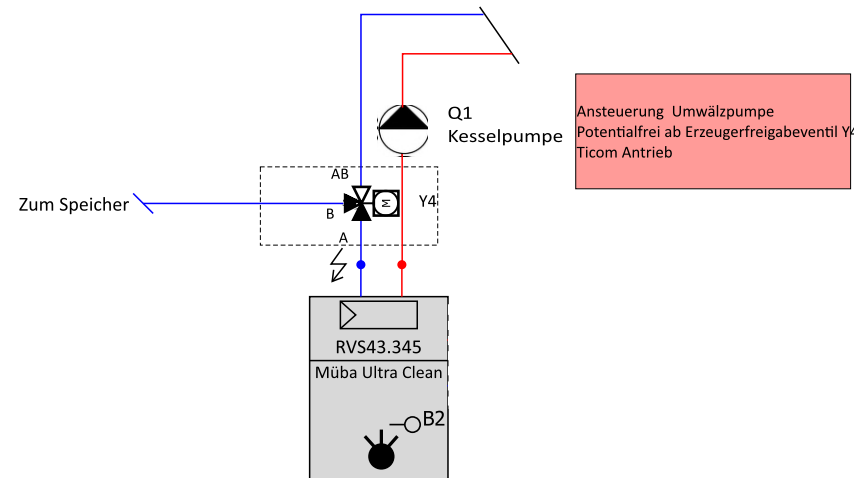 Q1
Kesselpumpe
Ansteuerung Umwälzpumpe
Potentialfrei ab Erzeugerfreigabeventil Y4
Ticom Antrieb
AB
Zum Speicher
B
M
Y4
A
RVS43.345
Müba Ultra Clean
B2